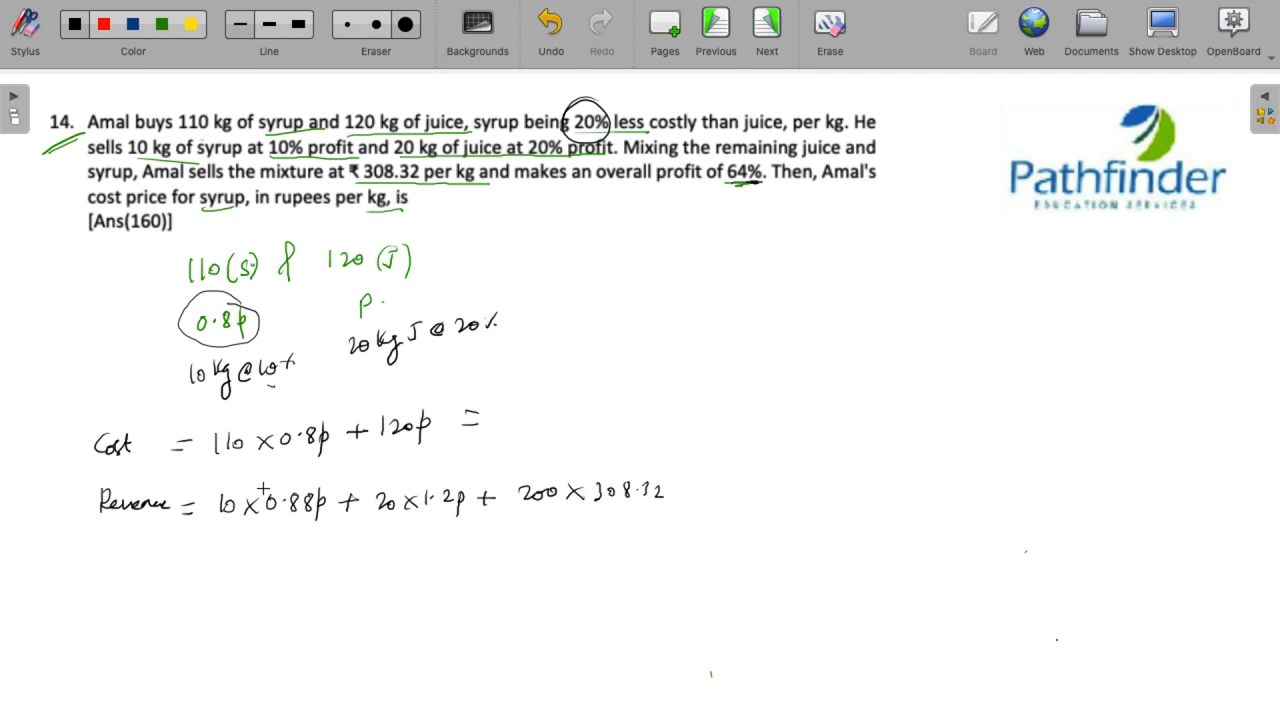 Stylus Color Line Eraser Backgrounds Undo Redo Pages Previous Next Erase Board Web Documents Show Desktop OpenBoard
14. Amal buys 110 kg of syrup and 120 kg of juice, syrup being 20% less costly than juice, per kg. He
sells 10 kg of syrup at 10% profit and 20 kg of juice at 20% profit. Mixing the remaining juice and
syrup, Amal sells the mixture at ₹ 308.32 per kg and makes an overall profit of 64%. Then, Amal's
cost price for syrup, in rupees per kg, is
[Ans(160)]
Pathfinder
EDUCATION SERVICES
110(S) & 120 (J)
0.8p P.
10kg@10% 20kg J @ 20%
Cost = 110 × 0.8p + 120p =
Revenue = 10 × 0.88p + 20 × 1.2p + 200 × 308.32